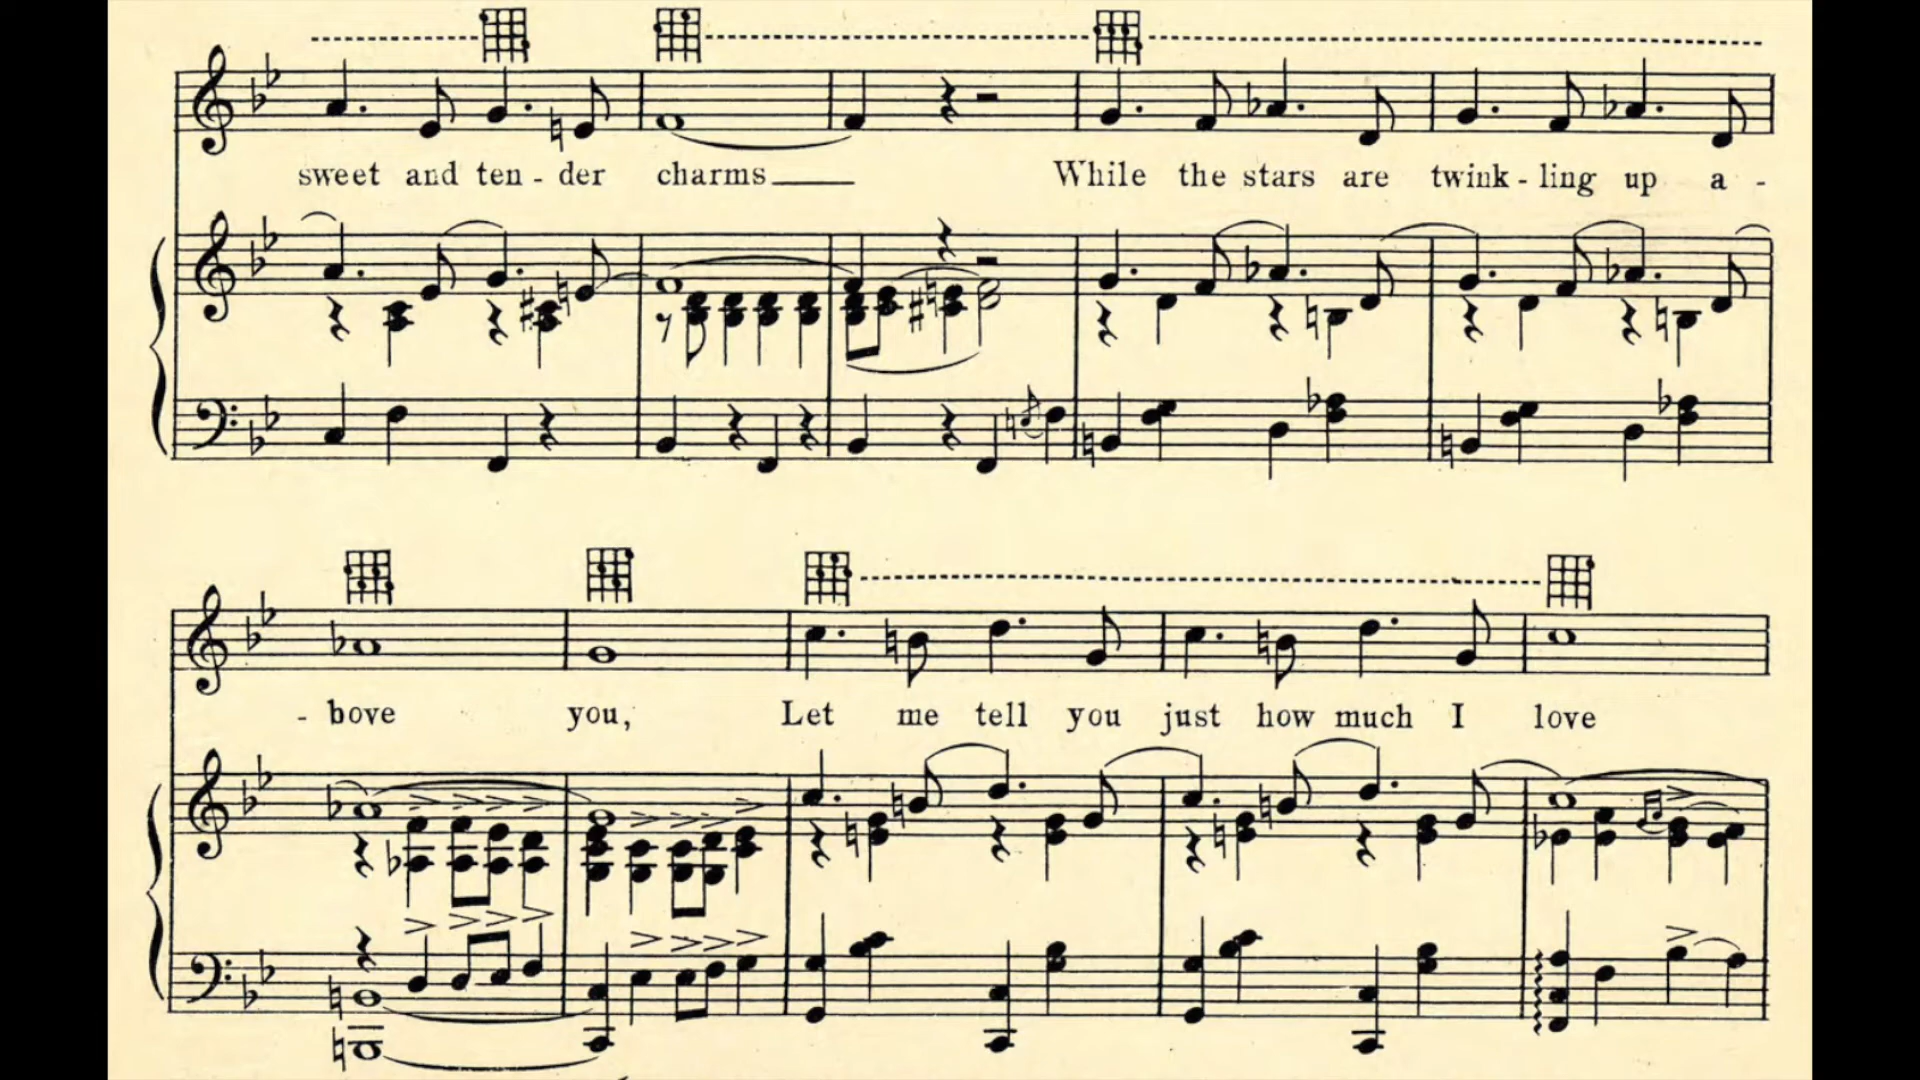 sweet and ten - der charms While the stars are twink - ling up a -
- bove you, Let me tell you just how much I love